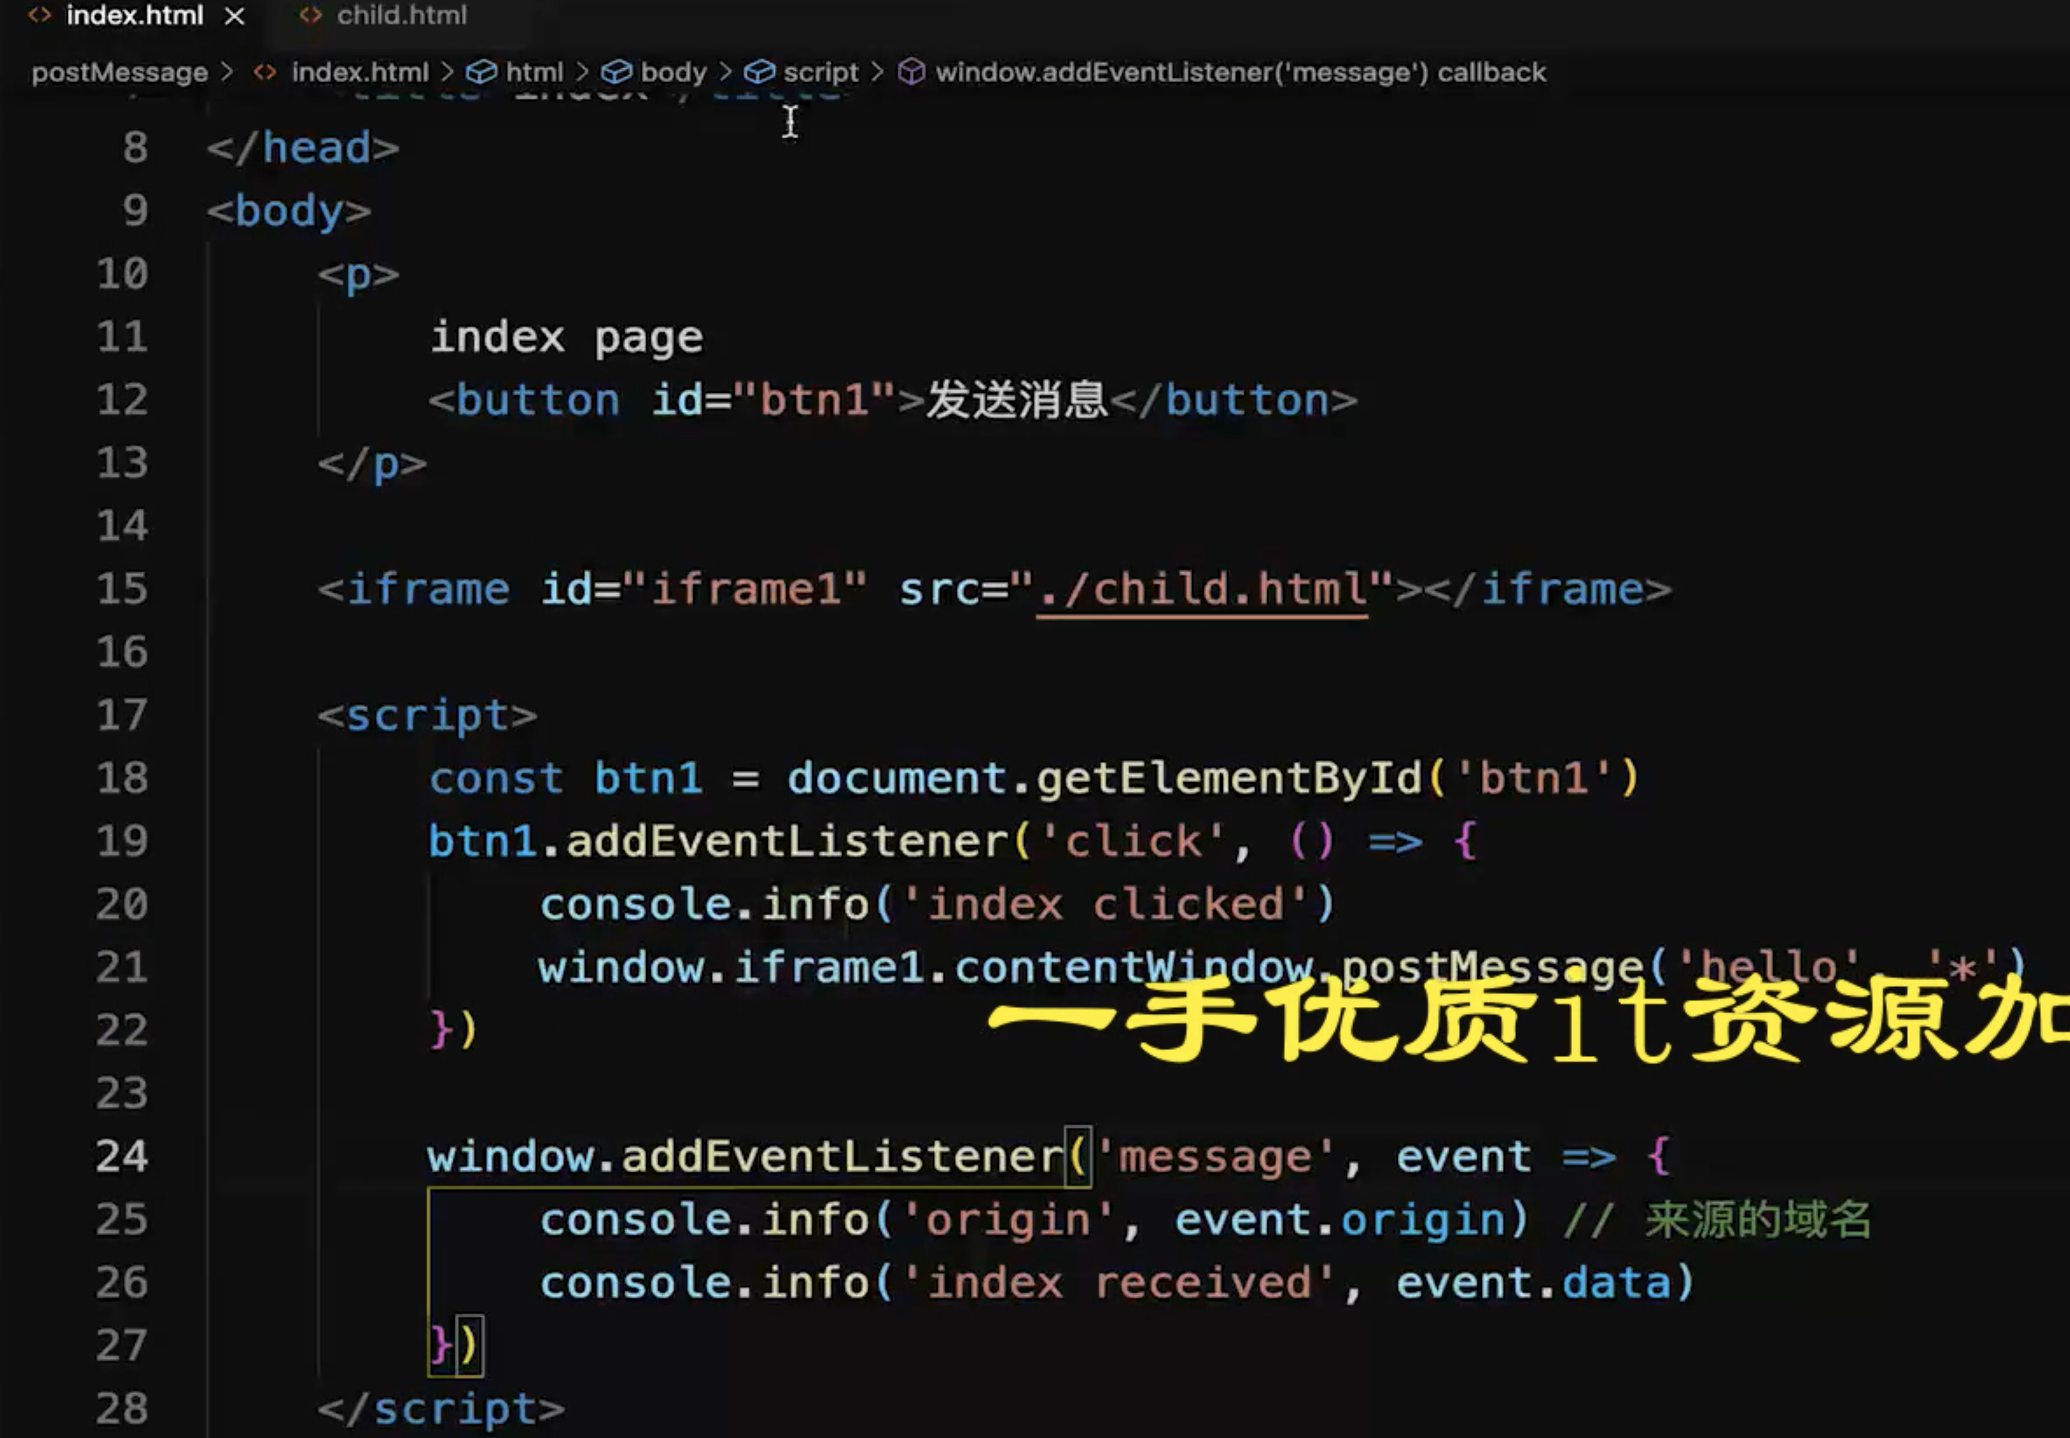 index.html
child.html
postMessage > index.html > html > body > script > window.addEventListener('message') callback
8 </head>
9 <body>
10 <p>
11 index page
12 <button id="btn1">发送消息</button>
13 </p>
14
15 <iframe id="iframe1" src="./child.html"></iframe>
16
17 <script>
18 const btn1 = document.getElementById('btn1')
19 btn1.addEventListener('click', () => {
20 console.info('index clicked')
21 window.iframe1.contentWindow.postMessage('hello', '*')
一手优质it资源加
22 })
23
24 window.addEventListener('message', event => {
25 console.info('origin', event.origin) // 来源的域名
26 console.info('index received', event.data)
27 })
28 </script>